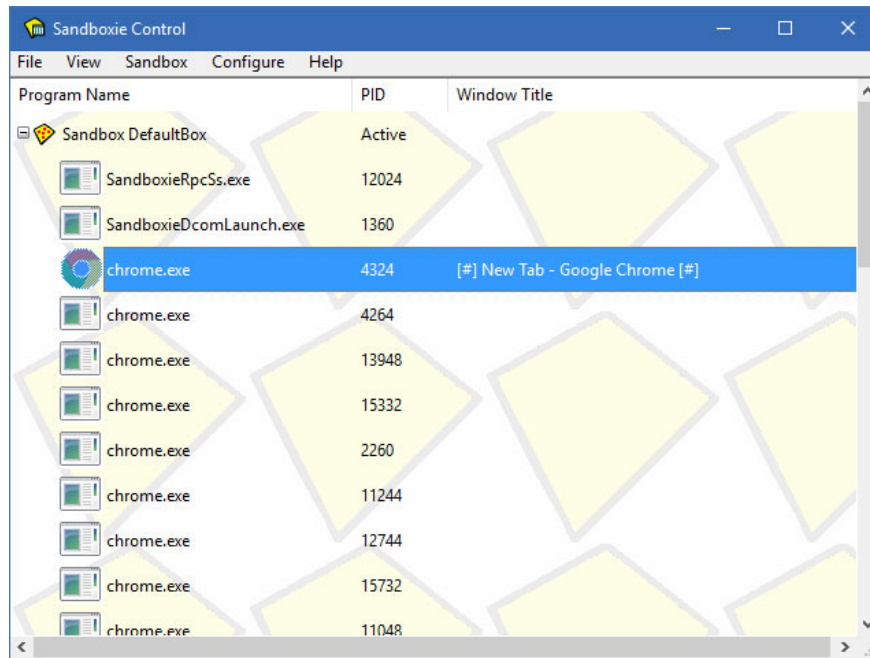 Sandboxie Control
File View Sandbox Configure Help
Program Name PID Window Title
Sandbox DefaultBox Active
SandboxieRpcSs.exe 12024
SandboxieDcomLaunch.exe 1360
chrome.exe 4324 [#] New Tab - Google Chrome [#]
chrome.exe 4264
chrome.exe 13948
chrome.exe 15332
chrome.exe 2260
chrome.exe 11244
chrome.exe 12744
chrome.exe 15732
chrome.exe 11048